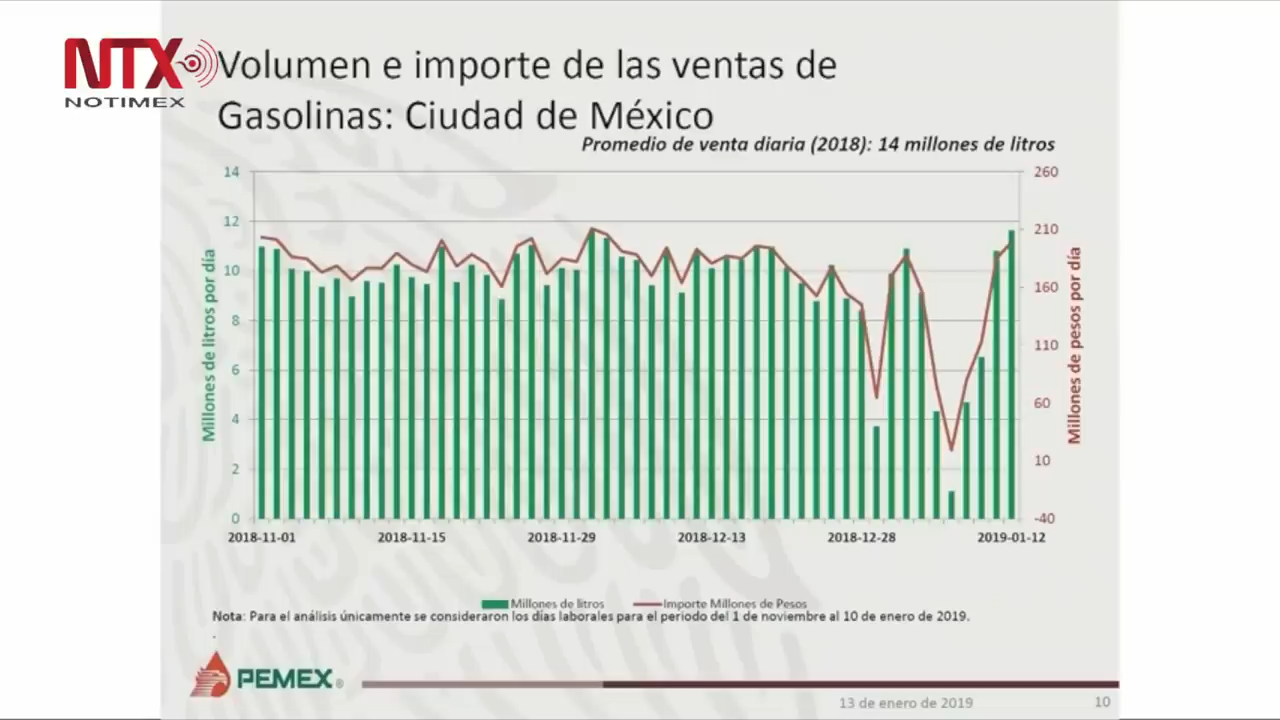 NTX
NOTIMEX
Volumen e importe de las ventas de
Gasolinas: Ciudad de México
Promedio de venta diaria (2018): 14 millones de litros
14
12
10
8
6
4
2
0
Millones de litros por día
260
210
160
110
60
10
-40
Millones de pesos por día
2018-11-01
2018-11-15
2018-11-29
2018-12-13
2018-12-28
2019-01-12
Millones de litros
Importe Millones de Pesos
Nota: Para el análisis únicamente se consideraron los días laborales para el periodo del 1 de noviembre al 10 de enero de 2019.
.
PEMEX®
13 de enero de 2019
10